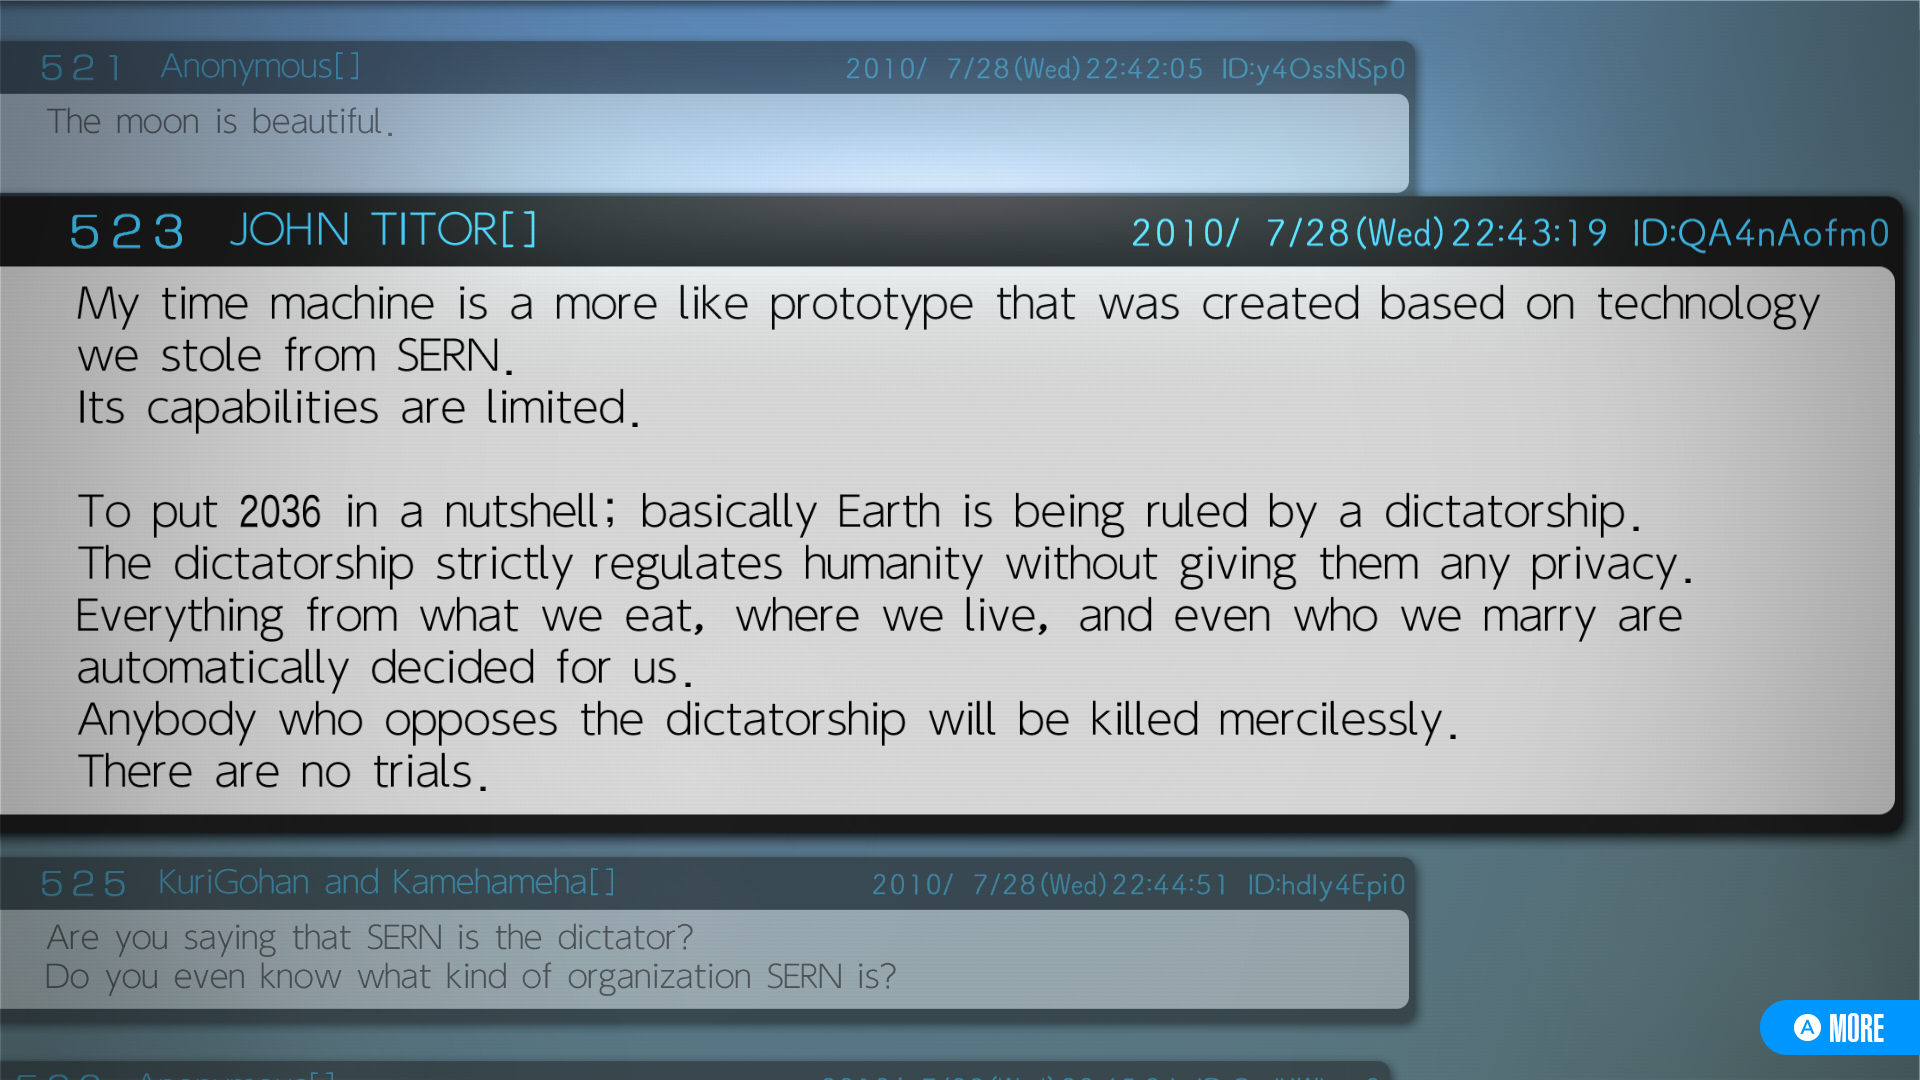 521 Anonymous[] 2010/ 7/28(Wed)22:42:05 ID:y4OssNSp0
The moon is beautiful.
523 JOHN TITOR[] 2010/ 7/28(Wed)22:43:19 ID:QA4nAofm0
My time machine is a more like prototype that was created based on technology
we stole from SERN.
Its capabilities are limited.
To put 2036 in a nutshell; basically Earth is being ruled by a dictatorship.
The dictatorship strictly regulates humanity without giving them any privacy.
Everything from what we eat, where we live, and even who we marry are
automatically decided for us.
Anybody who opposes the dictatorship will be killed mercilessly.
There are no trials.
525 KuriGohan and Kamehameha[] 2010/ 7/28(Wed)22:44:51 ID:hdIy4Epi0
Are you saying that SERN is the dictator?
Do you even know what kind of organization SERN is?
A MORE